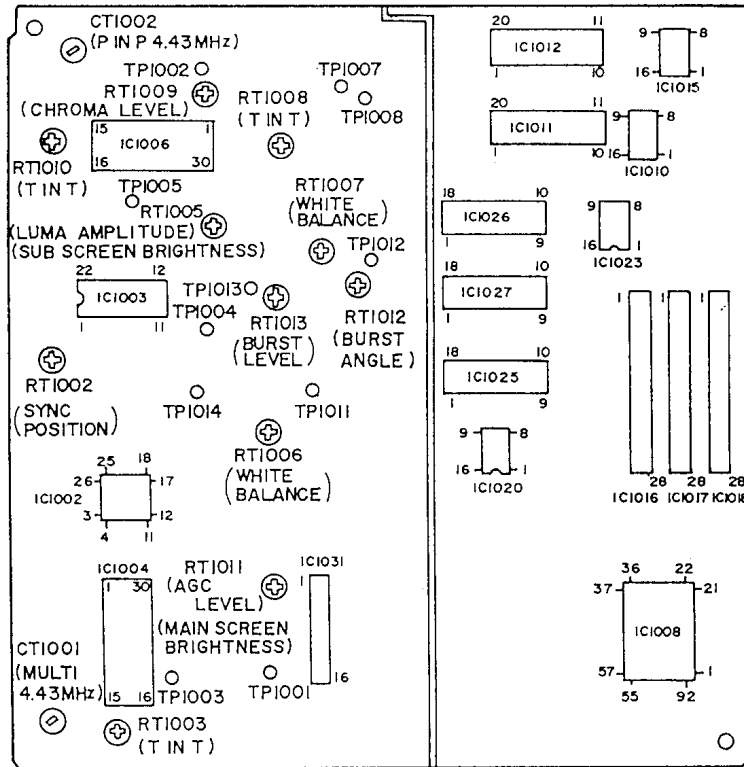 CT1002
(P IN P 4.43MHz)
TP1002
RT1009
(CHROMA LEVEL)
RT1008
(TINT)
TP1007
TP1008
15 1
IC1006
16 30
RT1010
(TINT)
TP1005
RT1005
(LUMA AMPLITUDE)
(SUB SCREEN BRIGHTNESS)
RT1007
(WHITE
BALANCE)
TP1012
22 12
IC1003
1 11
TP1013
TP1004
RT1013
(BURST
LEVEL)
RT1012
(BURST
ANGLE)
RT1002
(SYNC
POSITION)
TP1014
TP1011
RT1006
(WHITE
BALANCE)
25 18
26 17
IC1002
3 12
4 11
IC1004
1 30
15 16
RT1011
(AGC
LEVEL)
(MAIN SCREEN
BRIGHTNESS)
IC1031
1
16
CT1001
(MULTI
4.43MHz)
TP1003
TP1001
RT1003
(TINT)
20 11
IC1012
1 10
9 8
16 1
IC1015
20 11
IC1011
1 10
9 8
16 1
IC1010
18 10
IC1026
1 9
9 8
16 1
IC1023
18 10
IC1027
1 9
18 10
IC1025
1 9
9 8
16 1
IC1020
1 1 1
28 28 28
IC1016 IC1017 IC1018
36 22
37 21
IC1008
57 1
55 92